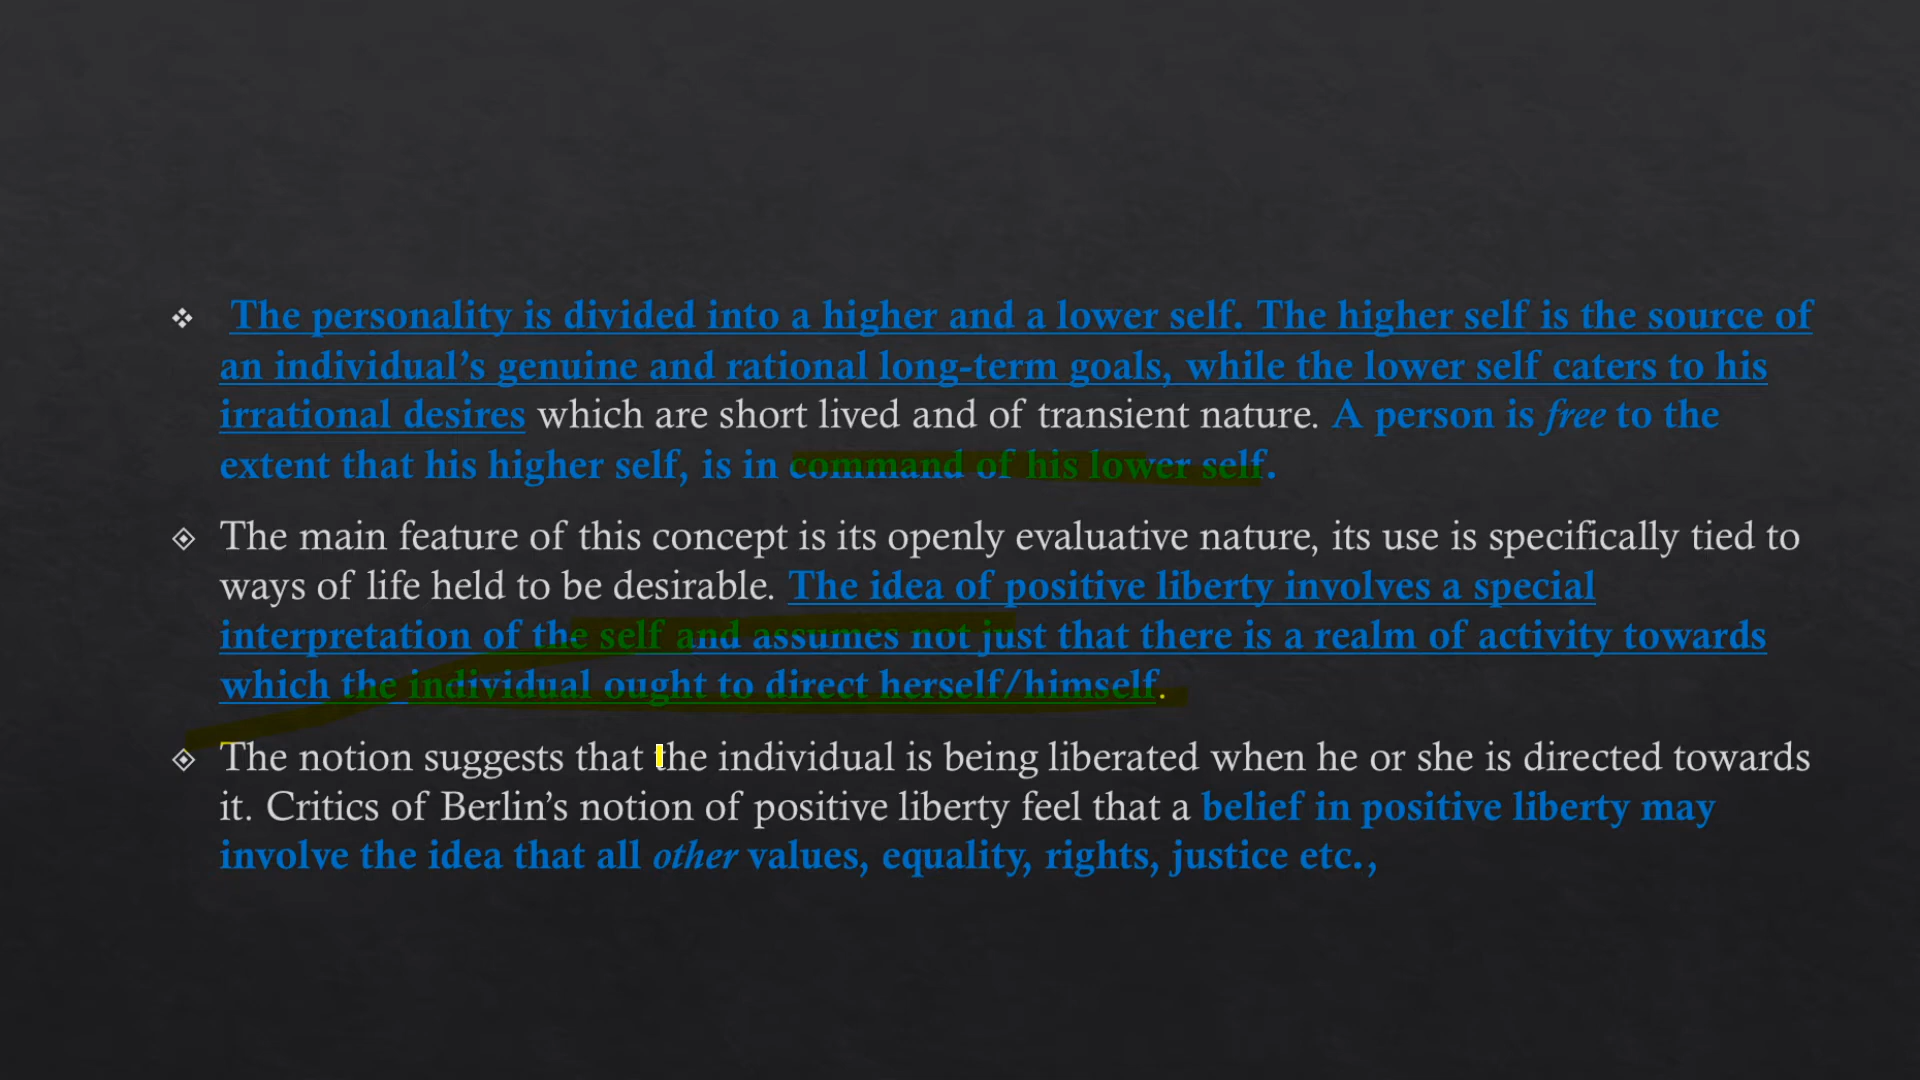 The personality is divided into a higher and a lower self. The higher self is the source of
an individual’s genuine and rational long-term goals, while the lower self caters to his
irrational desires which are short lived and of transient nature. A person is free to the
extent that his higher self, is in command of his lower self.
The main feature of this concept is its openly evaluative nature, its use is specifically tied to
ways of life held to be desirable. The idea of positive liberty involves a special
interpretation of the self and assumes not just that there is a realm of activity towards
which the individual ought to direct herself/himself.
The notion suggests that the individual is being liberated when he or she is directed towards
it. Critics of Berlin’s notion of positive liberty feel that a belief in positive liberty may
involve the idea that all other values, equality, rights, justice etc.,